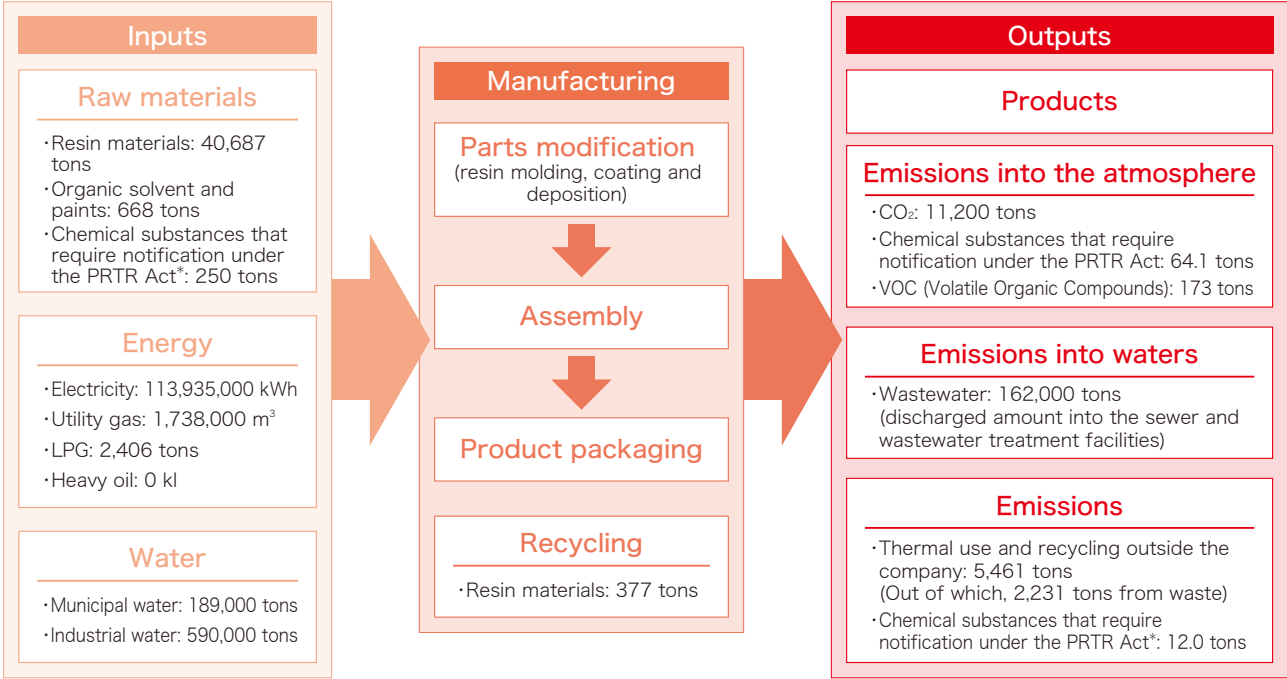 Inputs
Raw materials
・Resin materials: 40,687
tons
・Organic solvent and
paints: 668 tons
・Chemical substances that
require notification under
the PRTR Act*: 250 tons
Energy
・Electricity: 113,935,000 kWh
・Utility gas: 1,738,000 m³
・LPG: 2,406 tons
・Heavy oil: 0 kl
Water
・Municipal water: 189,000 tons
・Industrial water: 590,000 tons
Manufacturing
Parts modification
(resin molding, coating and
deposition)
Assembly
Product packaging
Recycling
・Resin materials: 377 tons
Outputs
Products
Emissions into the atmosphere
・CO₂: 11,200 tons
・Chemical substances that require
notification under the PRTR Act: 64.1 tons
・VOC (Volatile Organic Compounds): 173 tons
Emissions into waters
・Wastewater: 162,000 tons
(discharged amount into the sewer and
wastewater treatment facilities)
Emissions
・Thermal use and recycling outside the
company: 5,461 tons
(Out of which, 2,231 tons from waste)
・Chemical substances that require
notification under the PRTR Act*: 12.0 tons